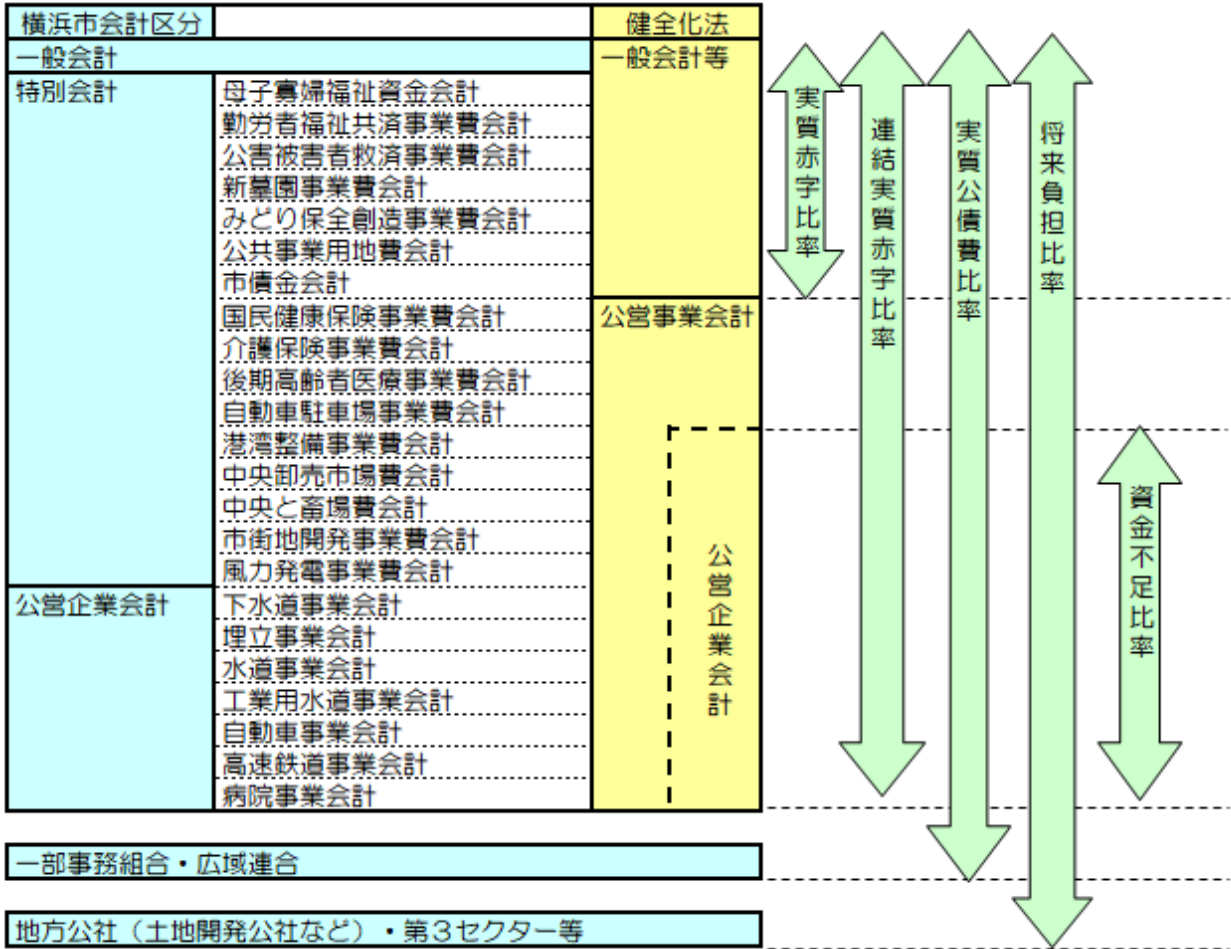 横浜市会計区分 健全化法
一般会計 一般会計等
特別会計 母子寡婦福祉資金会計
勤労者福祉共済事業費会計
公害被害者救済事業費会計
新墓園事業費会計
みどり保全創造事業費会計
公共事業用地費会計
市債金会計
国民健康保険事業費会計 公営事業会計
介護保険事業費会計
後期高齢者医療事業費会計
自動車駐車場事業費会計
港湾整備事業費会計
中央卸売市場費会計
中央と畜場費会計
市街地開発事業費会計
風力発電事業費会計
公営企業会計 下水道事業会計
埋立事業会計
水道事業会計
工業用水道事業会計
自動車事業会計
高速鉄道事業会計
病院事業会計
公営企業会計
一部事務組合・広域連合
地方公社（土地開発公社など）・第３セクター等
実質赤字比率
連結実質赤字比率
実質公債費比率
将来負担比率
資金不足比率